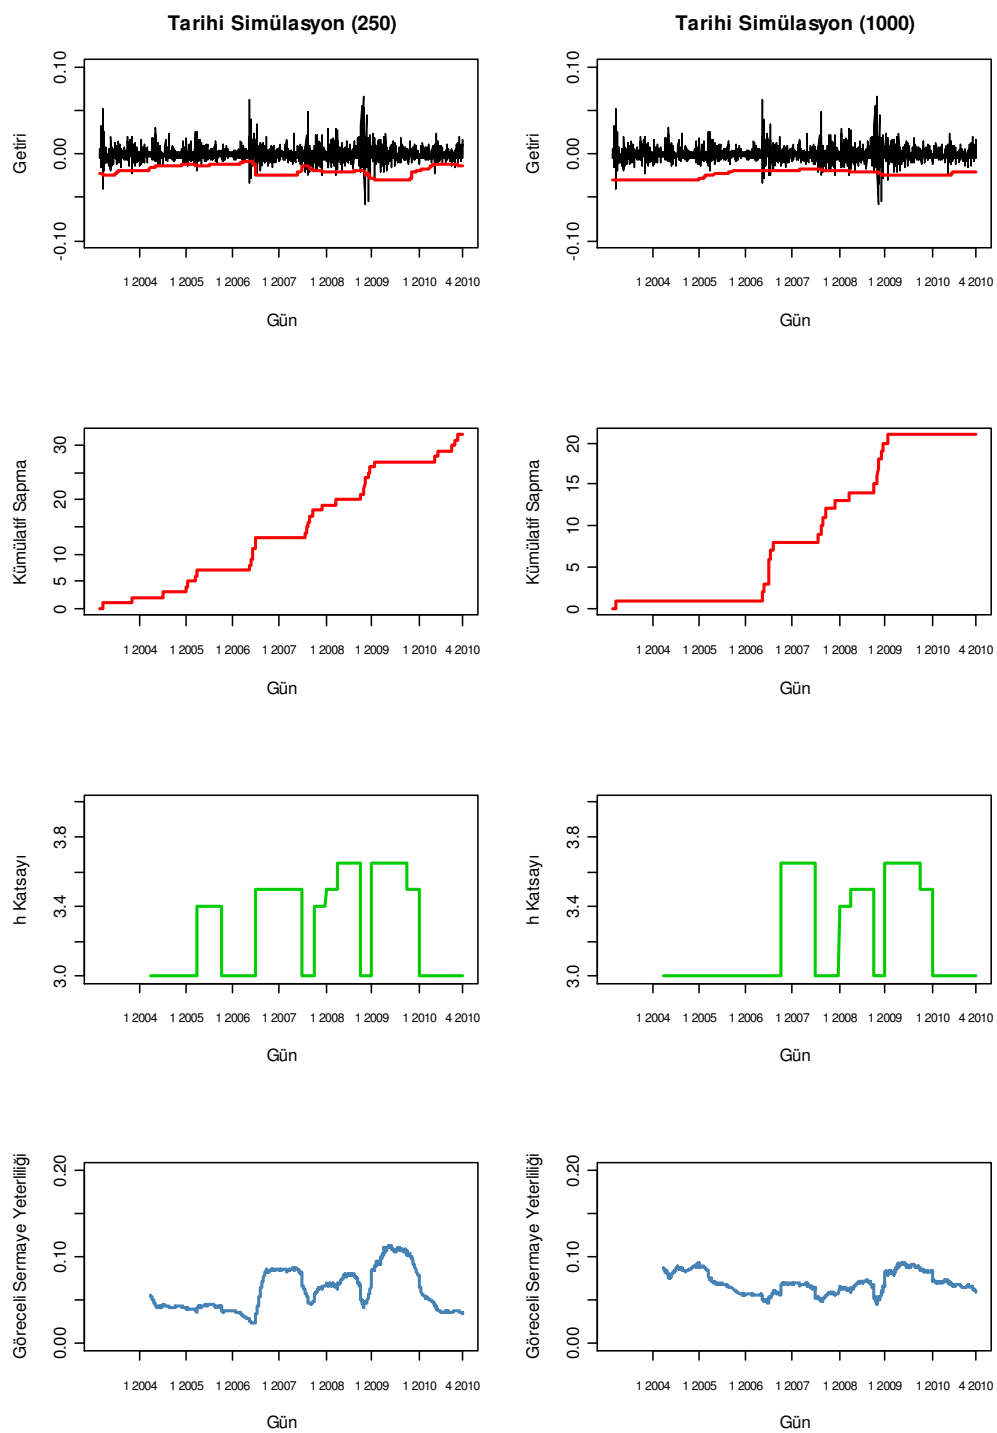 Tarihi Simülasyon (250)
Tarihi Simülasyon (1000)
Getiri
-0.10 0.00 0.10
1 2004 1 2005 1 2006 1 2007 1 2008 1 2009 1 2010 4 2010
Gün
Getiri
-0.10 0.00 0.10
1 2004 1 2005 1 2006 1 2007 1 2008 1 2009 1 2010 4 2010
Gün
Kümülatif Sapma
0 5 10 20 30
1 2004 1 2005 1 2006 1 2007 1 2008 1 2009 1 2010 4 2010
Gün
Kümülatif Sapma
0 5 10 15 20
1 2004 1 2005 1 2006 1 2007 1 2008 1 2009 1 2010 4 2010
Gün
h Katsayı
3.0 3.4 3.8
1 2004 1 2005 1 2006 1 2007 1 2008 1 2009 1 2010 4 2010
Gün
h Katsayı
3.0 3.4 3.8
1 2004 1 2005 1 2006 1 2007 1 2008 1 2009 1 2010 4 2010
Gün
Göreceli Sermaye Yeterliliği
0.00 0.10 0.20
1 2004 1 2005 1 2006 1 2007 1 2008 1 2009 1 2010 4 2010
Gün
Göreceli Sermaye Yeterliliği
0.00 0.10 0.20
1 2004 1 2005 1 2006 1 2007 1 2008 1 2009 1 2010 4 2010
Gün